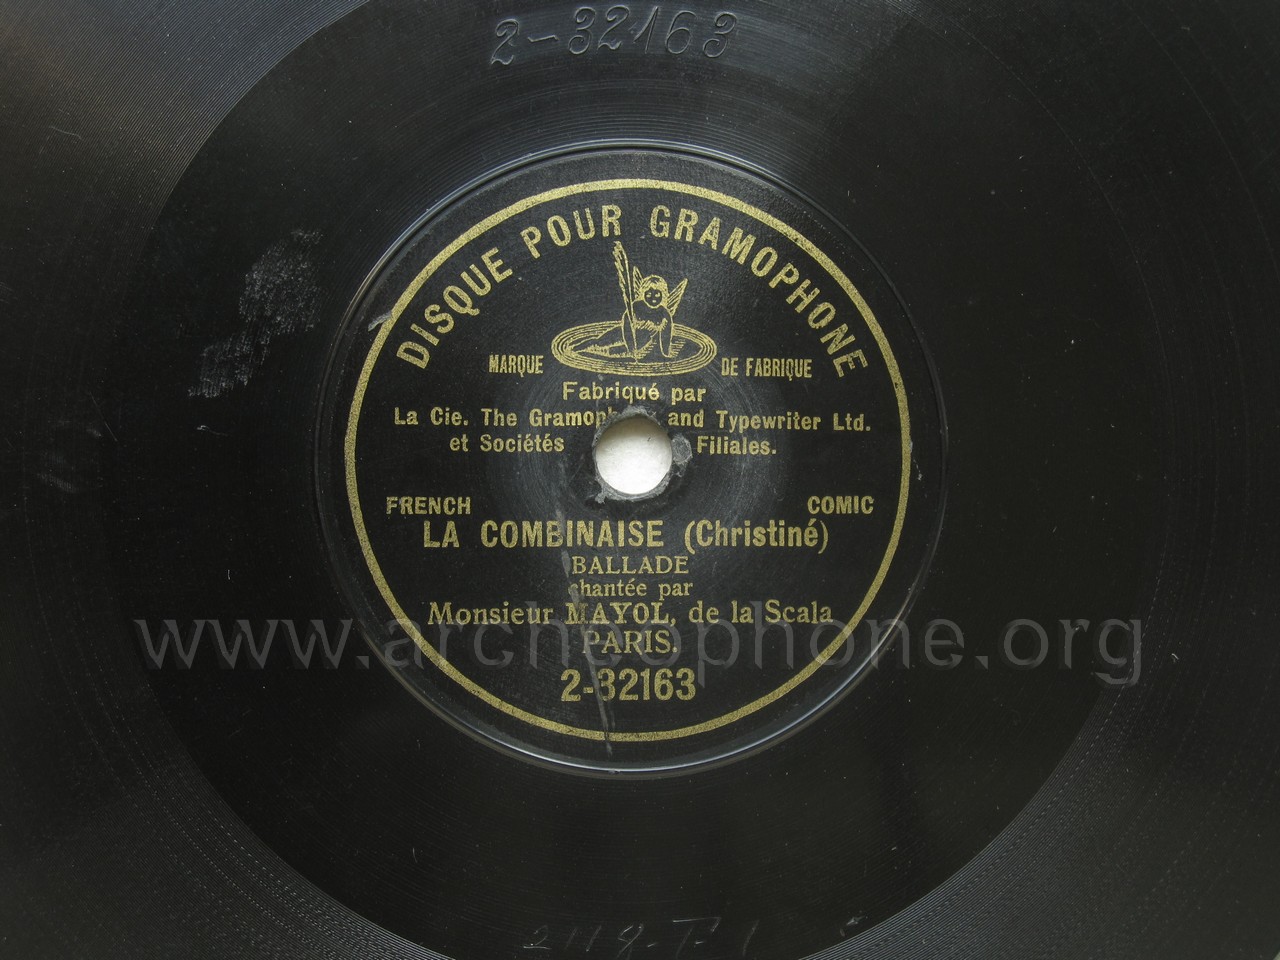 2-32163
DISQUE POUR GRAMOPHONE
MARQUE DE FABRIQUE
Fabriqué par
La Cie. The Gramophone and Typewriter Ltd.
et Sociétés Filiales.
FRENCH COMIC
LA COMBINAISE (Christiné)
BALLADE
chantée par
Monsieur MAYOL, de la Scala
PARIS.
2-32163
www.archeophone.org